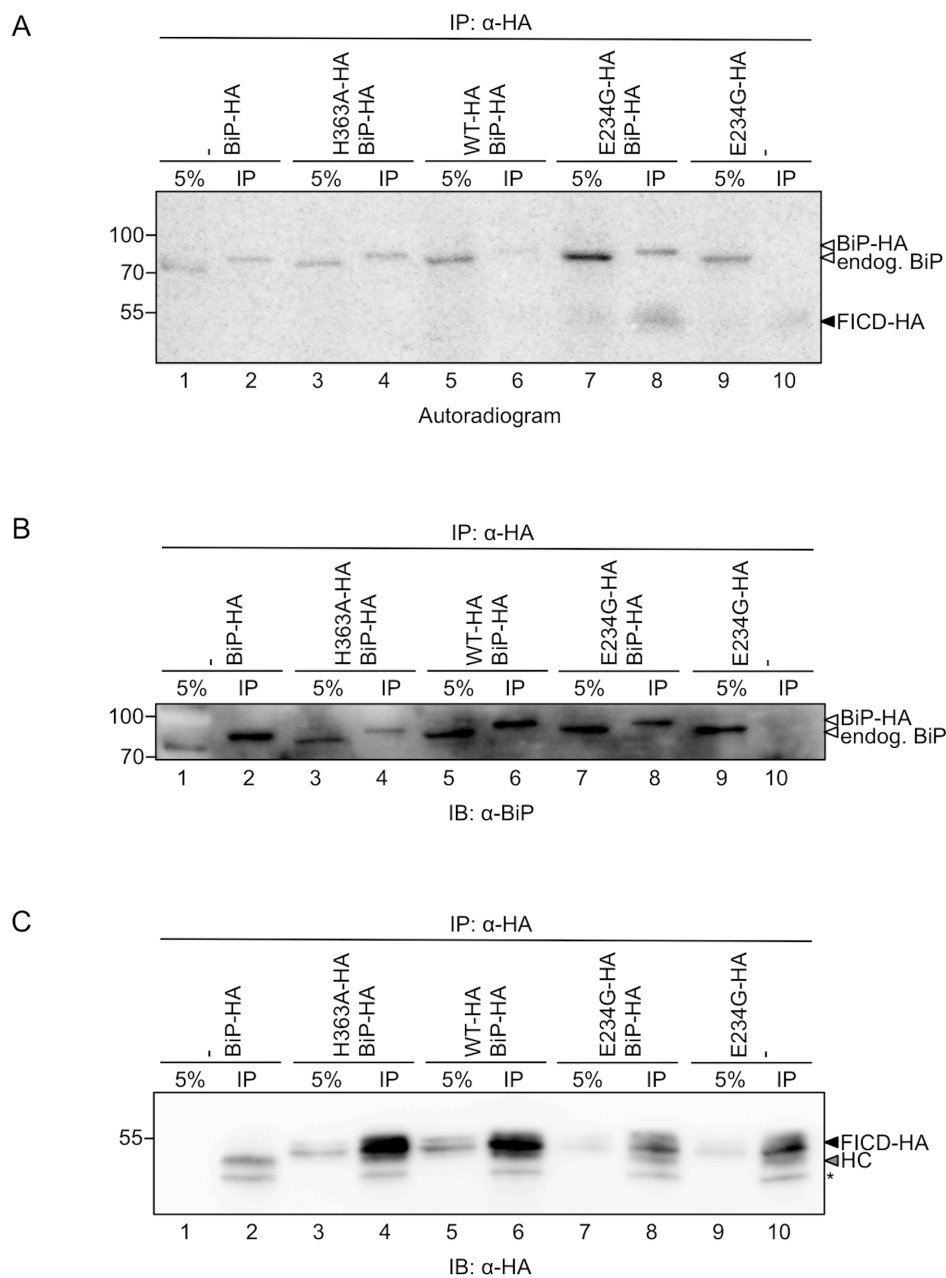 A
IP: α-HA
- BiP-HA
H363A-HA BiP-HA
WT-HA BiP-HA
E234G-HA BiP-HA
E234G-HA -
5% IP 5% IP 5% IP 5% IP 5% IP
100
70
55
BiP-HA
endog. BiP
FICD-HA
1 2 3 4 5 6 7 8 9 10
Autoradiogram
B
IP: α-HA
- BiP-HA
H363A-HA BiP-HA
WT-HA BiP-HA
E234G-HA BiP-HA
E234G-HA -
5% IP 5% IP 5% IP 5% IP 5% IP
100
70
BiP-HA
endog. BiP
1 2 3 4 5 6 7 8 9 10
IB: α-BiP
C
IP: α-HA
- BiP-HA
H363A-HA BiP-HA
WT-HA BiP-HA
E234G-HA BiP-HA
E234G-HA -
5% IP 5% IP 5% IP 5% IP 5% IP
55
FICD-HA
HC
*
1 2 3 4 5 6 7 8 9 10
IB: α-HA